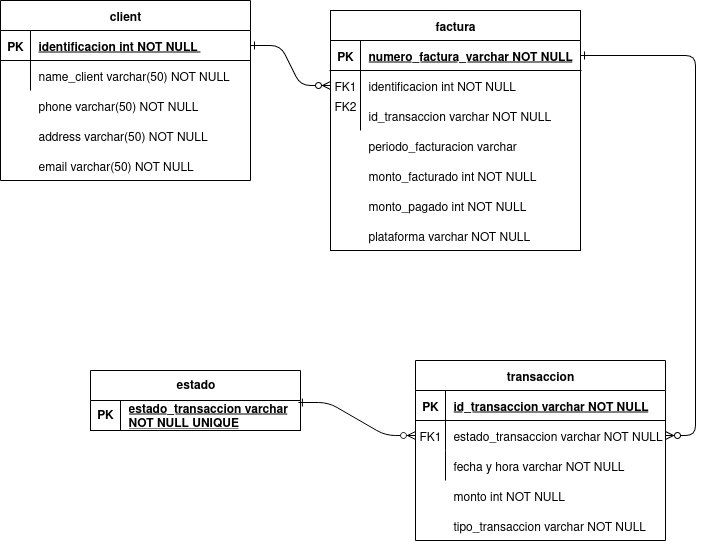 client
PK identificacion int NOT NULL
name_client varchar(50) NOT NULL
phone varchar(50) NOT NULL
address varchar(50) NOT NULL
email varchar(50) NOT NULL
factura
PK numero_factura_varchar NOT NULL
FK1 identificacion int NOT NULL
FK2 id_transaccion varchar NOT NULL
periodo_facturacion varchar
monto_facturado int NOT NULL
monto_pagado int NOT NULL
plataforma varchar NOT NULL
estado
PK estado_transaccion varchar
NOT NULL UNIQUE
transaccion
PK id_transaccion varchar NOT NULL
FK1 estado_transaccion varchar NOT NULL
fecha y hora varchar NOT NULL
monto int NOT NULL
tipo_transaccion varchar NOT NULL